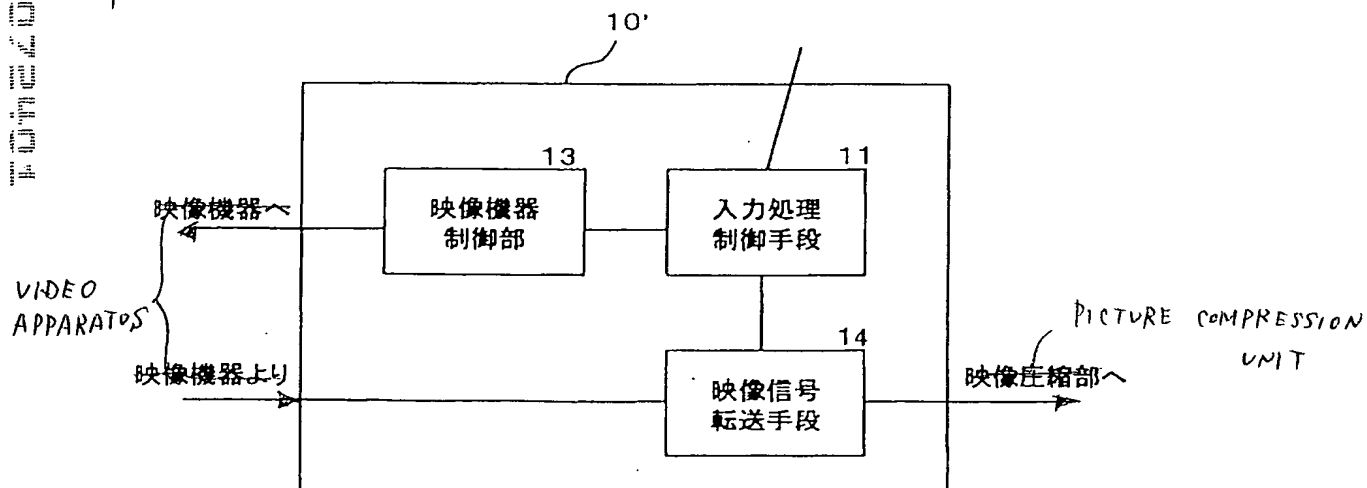 10'
13
11
映像機器へ
映像機器
制御部
入力処理
制御手段
VIDEO
APPARATOS
PICTURE COMPRESSION
UNIT
14
映像機器より
映像信号
転送手段
映像圧縮部へ